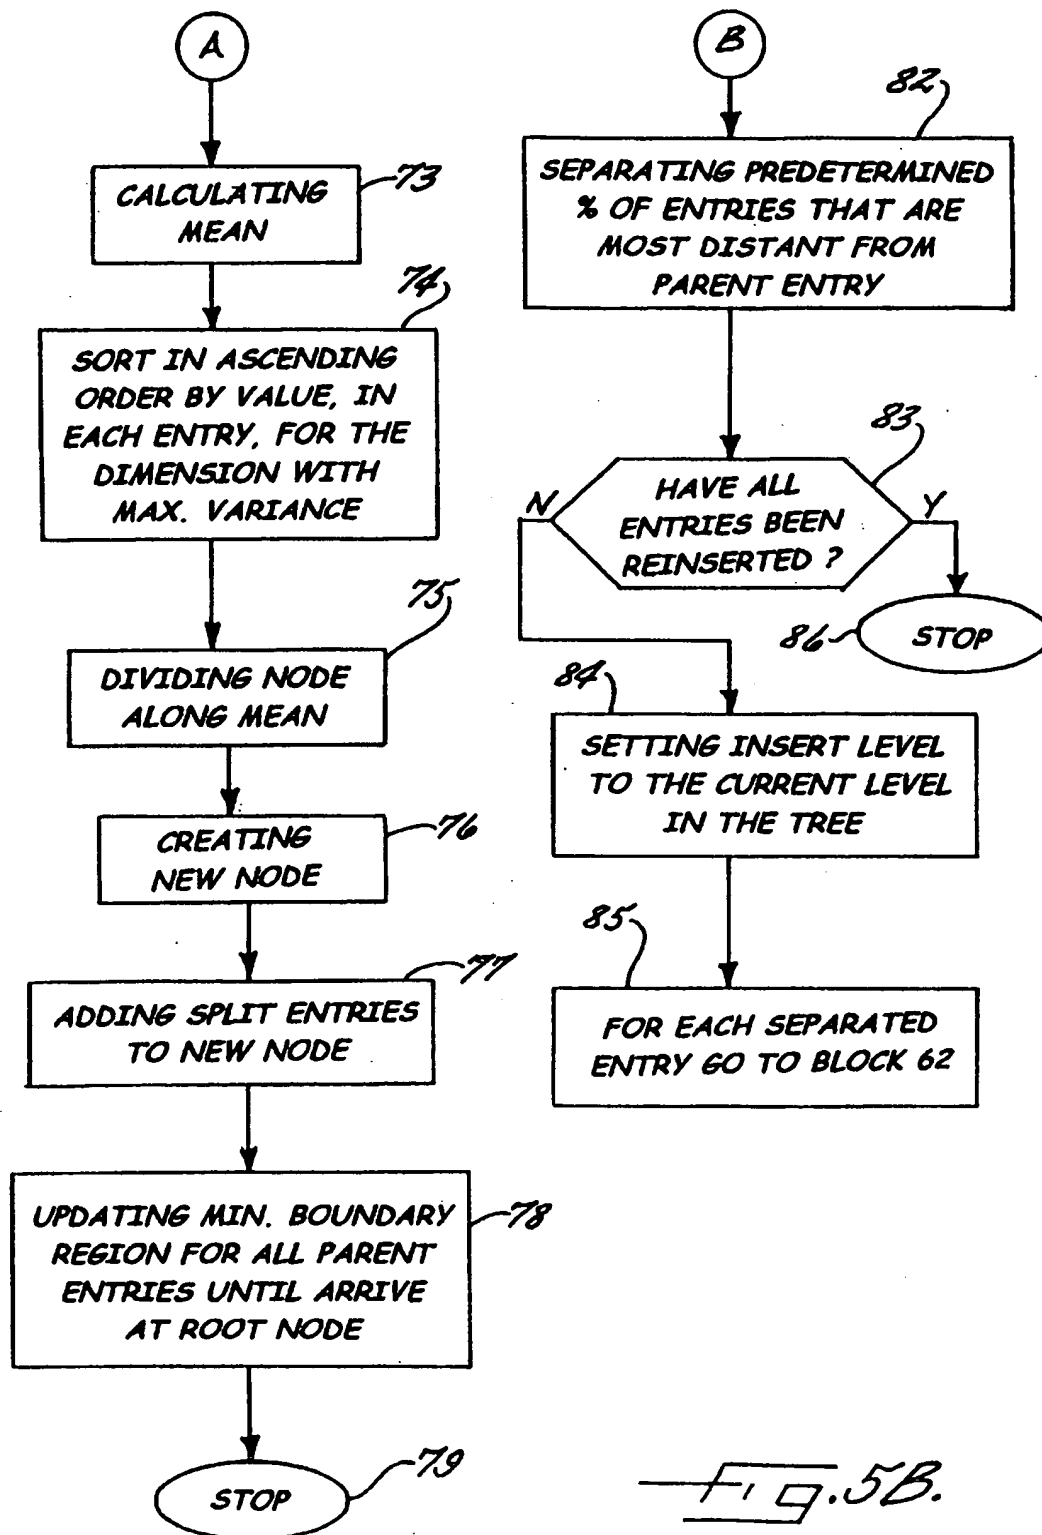 A
73
CALCULATING
MEAN
74
SORT IN ASCENDING
ORDER BY VALUE, IN
EACH ENTRY, FOR THE
DIMENSION WITH
MAX. VARIANCE
75
DIVIDING NODE
ALONG MEAN
76
CREATING
NEW NODE
77
ADDING SPLIT ENTRIES
TO NEW NODE
78
UPDATING MIN. BOUNDARY
REGION FOR ALL PARENT
ENTRIES UNTIL ARRIVE
AT ROOT NODE
79
STOP
B
82
SEPARATING PREDETERMINED
% OF ENTRIES THAT ARE
MOST DISTANT FROM
PARENT ENTRY
83
HAVE ALL
ENTRIES BEEN
REINSERTED ?
N
Y
86
STOP
84
SETTING INSERT LEVEL
TO THE CURRENT LEVEL
IN THE TREE
85
FOR EACH SEPARATED
ENTRY GO TO BLOCK 62
Fig. 5B.